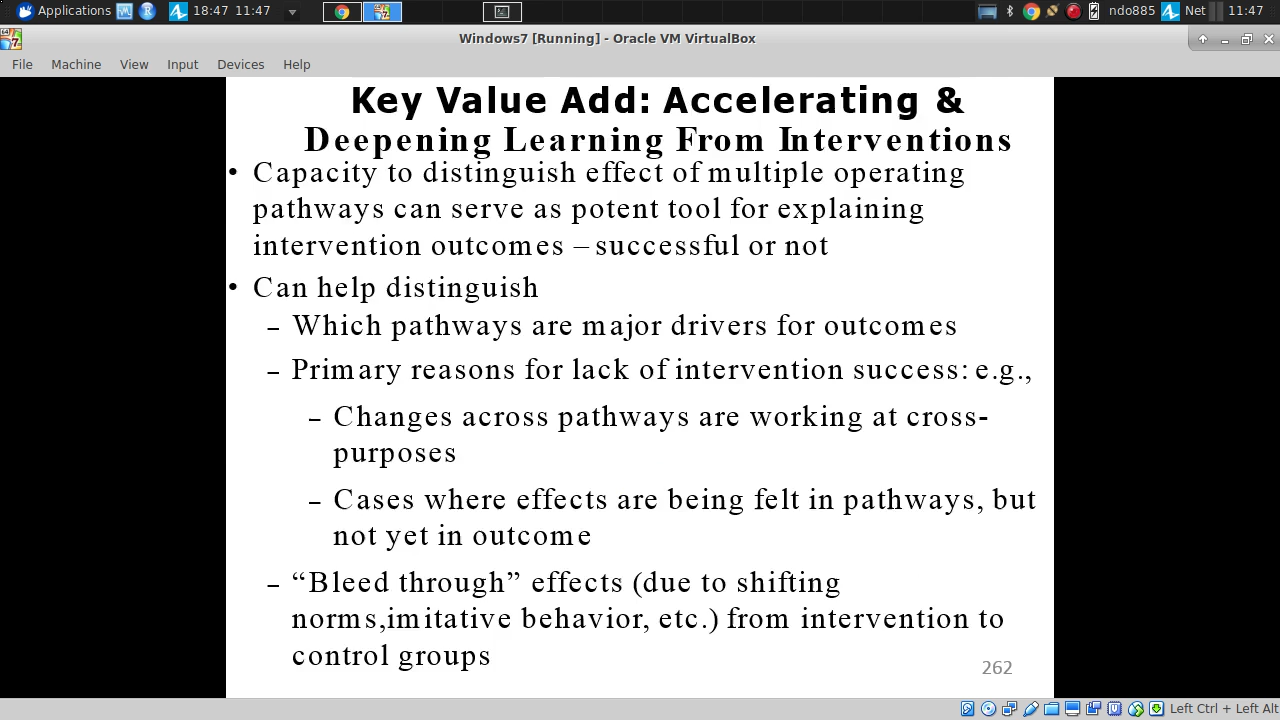 Applications 18:47 11:47 ndo885 Net 11:47
Windows7 [Running] - Oracle VM VirtualBox
File Machine View Input Devices Help
Key Value Add: Accelerating &
Deepening Learning From Interventions
• Capacity to distinguish effect of multiple operating
pathways can serve as potent tool for explaining
intervention outcomes – successful or not
• Can help distinguish
– Which pathways are major drivers for outcomes
– Primary reasons for lack of intervention success: e.g.,
– Changes across pathways are working at cross-
purposes
– Cases where effects are being felt in pathways, but
not yet in outcome
– “Bleed through” effects (due to shifting
norms,imitative behavior, etc.) from intervention to
control groups
262
Left Ctrl + Left Alt